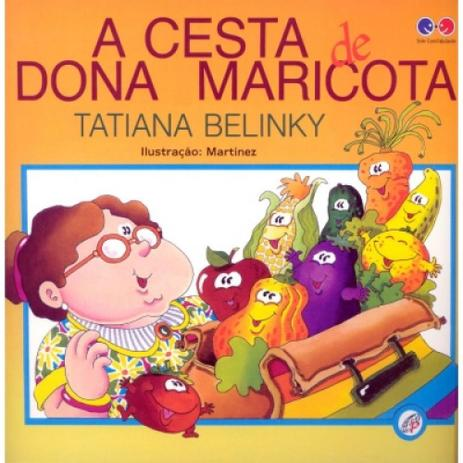 A CESTA de
DONA MARICOTA
TATIANA BELINKY
Ilustração: Martinez